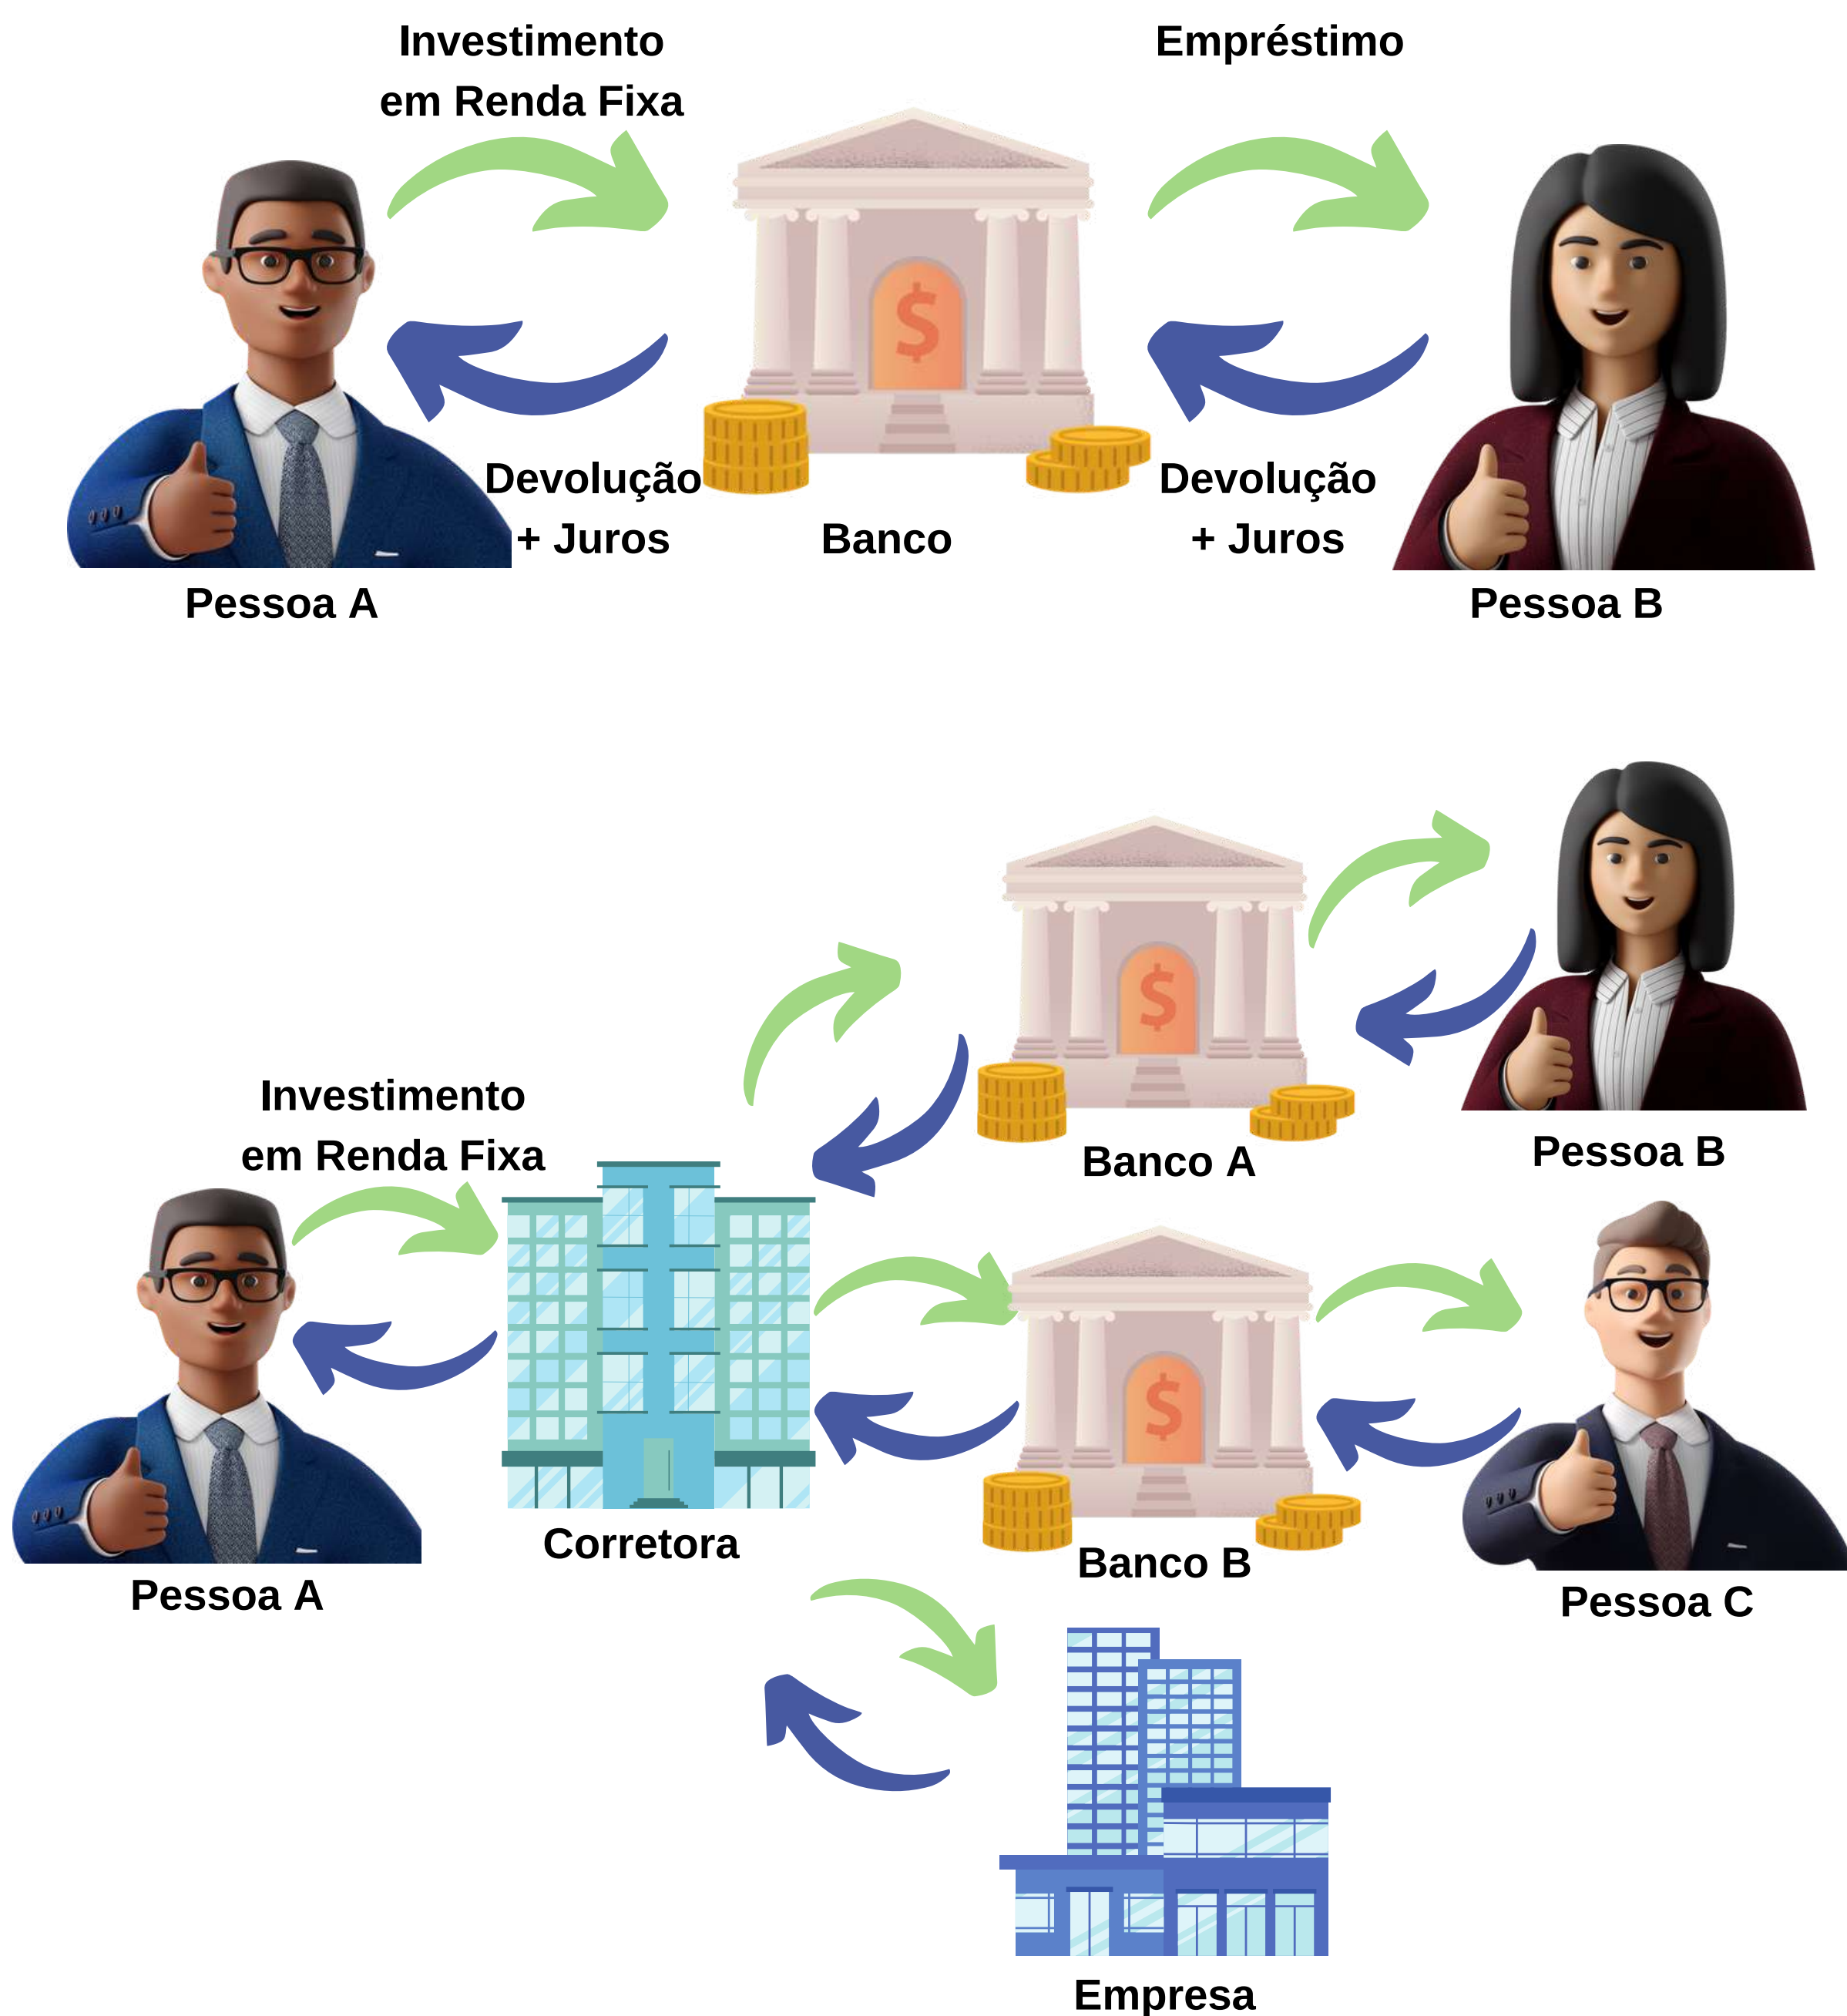 Investimento
em Renda Fixa
Empréstimo
$
Devolução
+ Juros
Banco
Devolução
+ Juros
Pessoa A
Pessoa B
$
Banco A
Pessoa B
Investimento
em Renda Fixa
$
Corretora
Banco B
Pessoa A
Pessoa C
Empresa